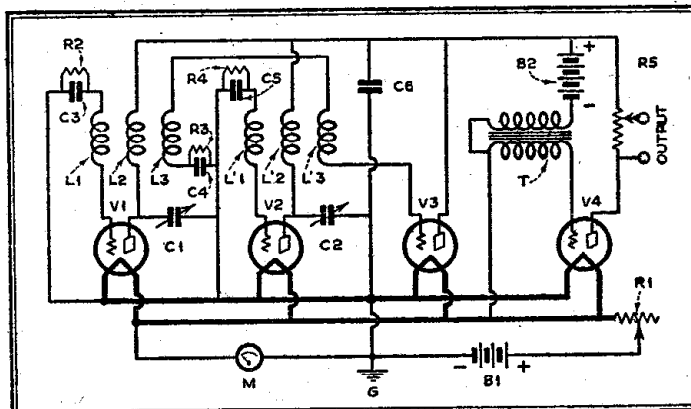 R2
C3
R4
C5
C6
B2
+
-
R5
OUTPUT
R3
C4
L1
L2
L3
L'1
L'2
L'3
T
V1
C1
V2
C2
V3
V4
R1
M
G
-
B1
+